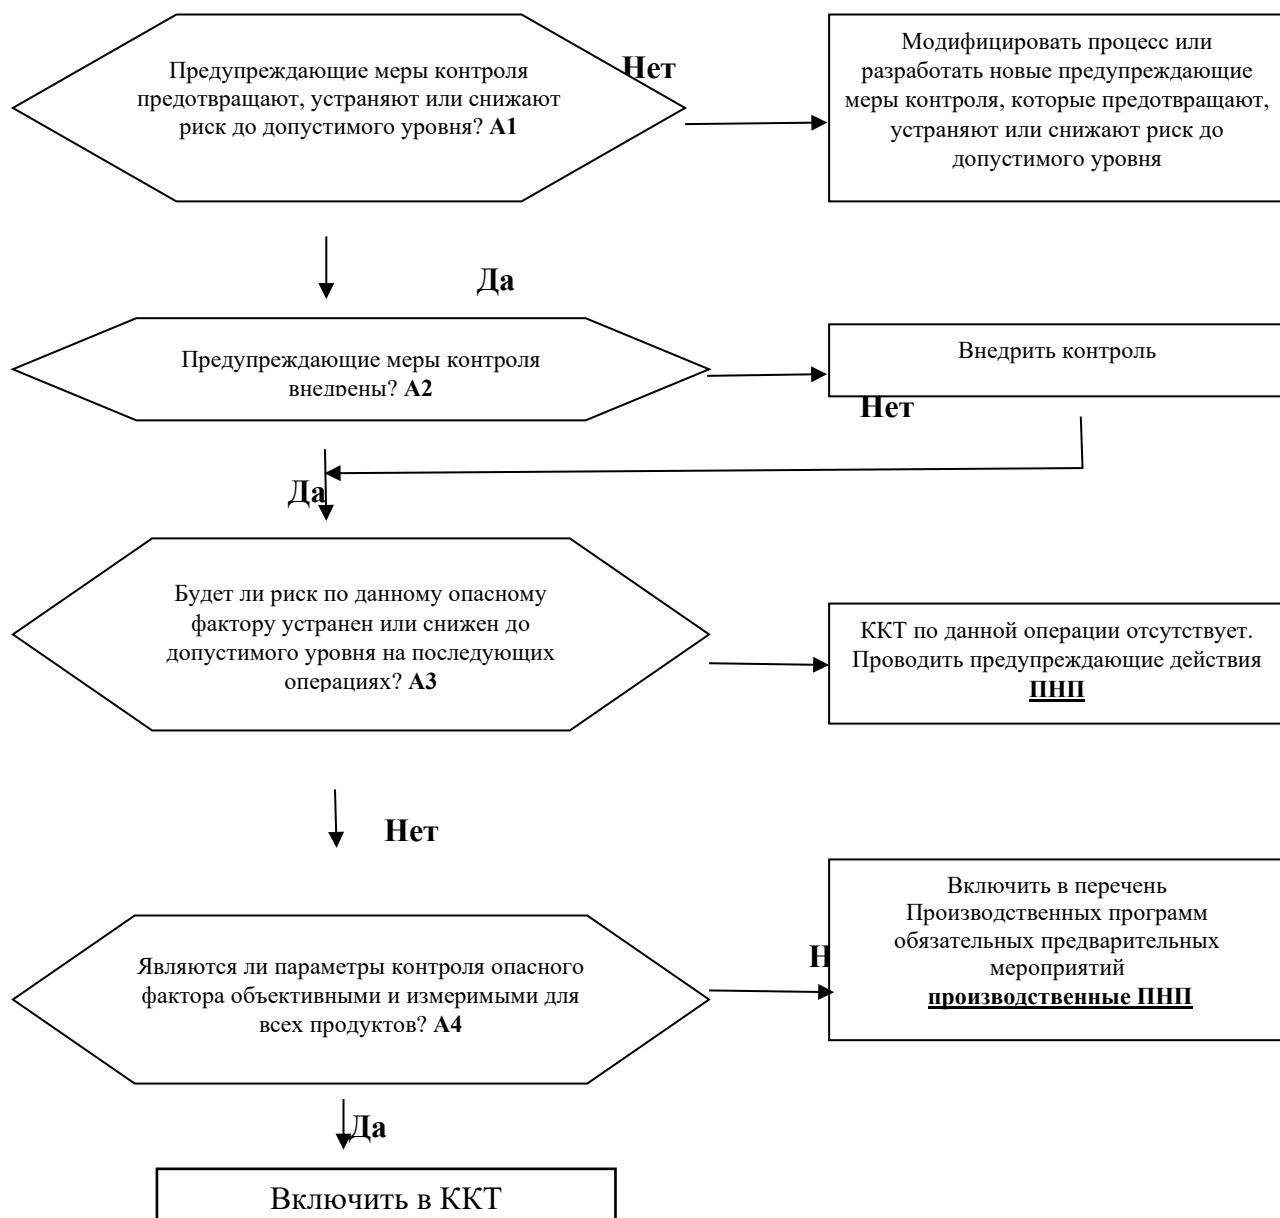 Предупреждающие меры контроля
предотвращают, устраняют или снижают
риск до допустимого уровня? А1
Нет
Модифицировать процесс или
разработать новые предупреждающие
меры контроля, которые предотвращают,
устраняют или снижают риск до
допустимого уровня
Да
Предупреждающие меры контроля
внедрены? А2
Внедрить контроль
Нет
Да
Будет ли риск по данному опасному
фактору устранен или снижен до
допустимого уровня на последующих
операциях? А3
ККТ по данной операции отсутствует.
Проводить предупреждающие действия
ПНП
Нет
Являются ли параметры контроля опасного
фактора объективными и измеримыми для
всех продуктов? А4
Включить в перечень
Производственных программ
обязательных предварительных
мероприятий
производственные ПНП
Да
Включить в ККТ